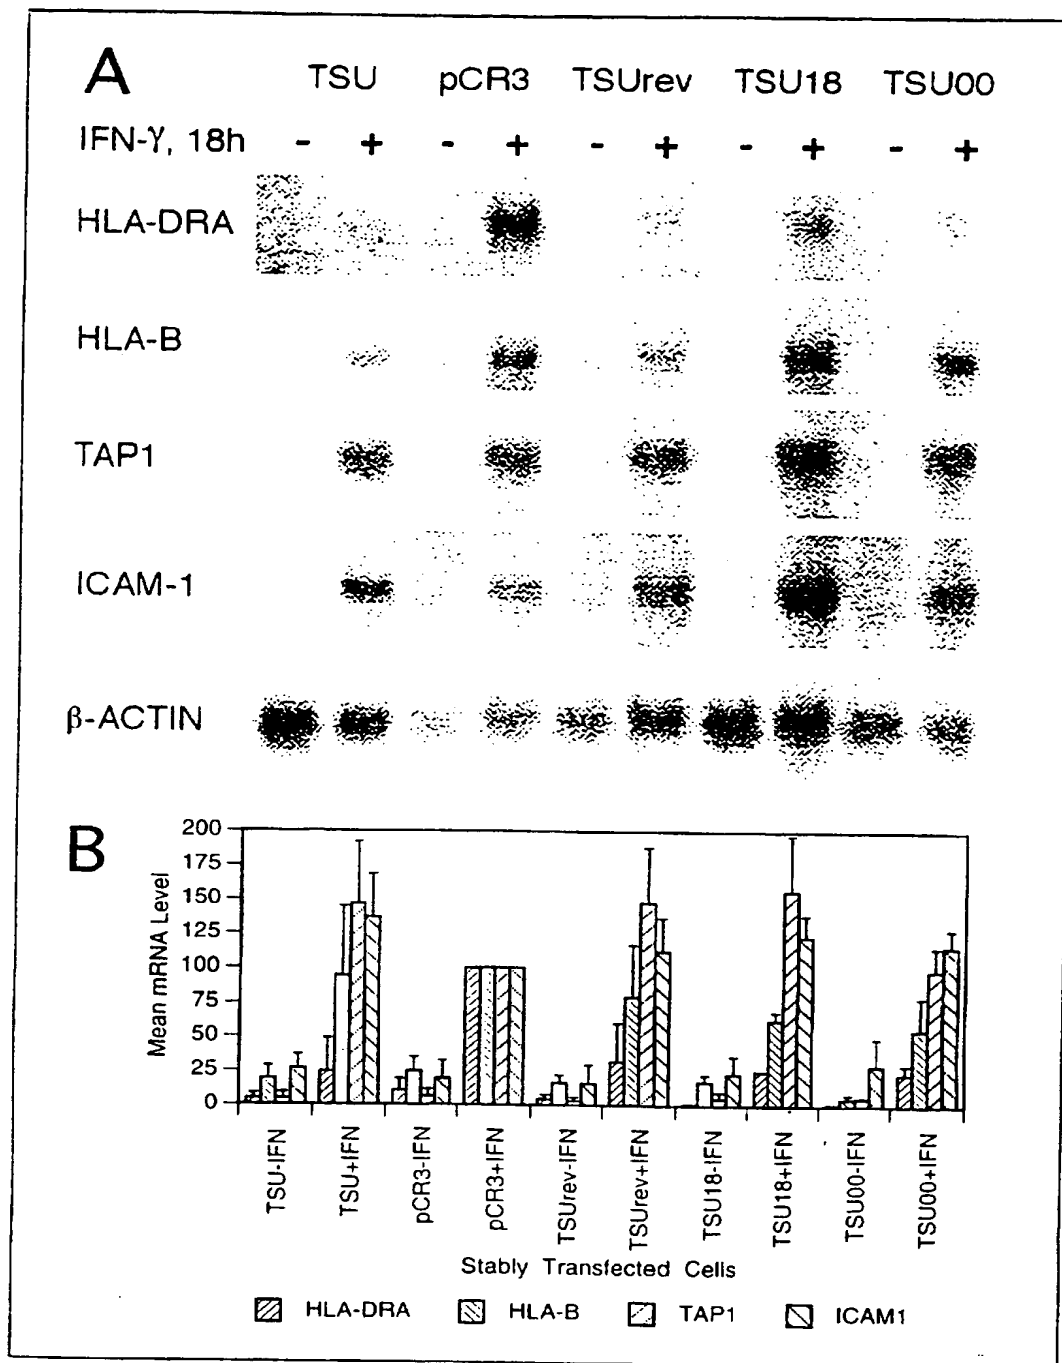 A
TSU pCR3 TSUrev TSU18 TSU00
IFN-γ, 18h - + - + - + - + - +
HLA-DRA
HLA-B
TAP1
ICAM-1
β-ACTIN
B
Mean mRNA Level
200
175
150
125
100
75
50
25
0
TSU-IFN
TSU+IFN
pCR3-IFN
pCR3+IFN
TSUrev-IFN
TSUrev+IFN
TSU18-IFN
TSU18+IFN
TSU00-IFN
TSU00+IFN
Stably Transfected Cells
HLA-DRA HLA-B TAP1 ICAM1